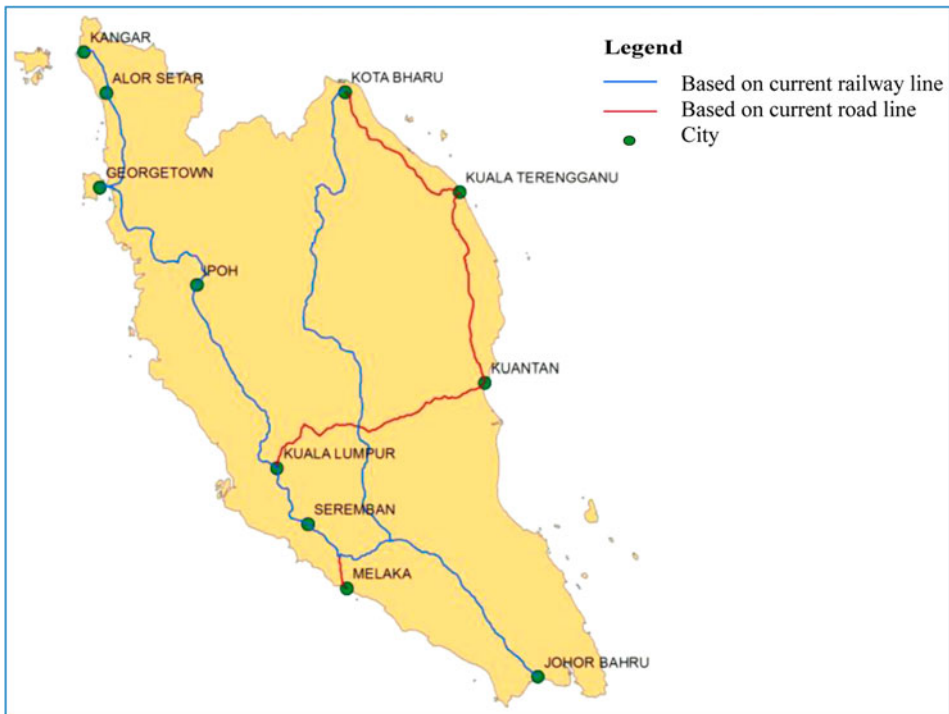 KANGAR
ALOR SETAR
KOTA BHARU
GEORGETOWN
KUALA TERENGGANU
IPOH
KUANTAN
KUALA LUMPUR
SEREMBAN
MELAKA
JOHOR BAHRU
Legend
Based on current railway line
Based on current road line
City